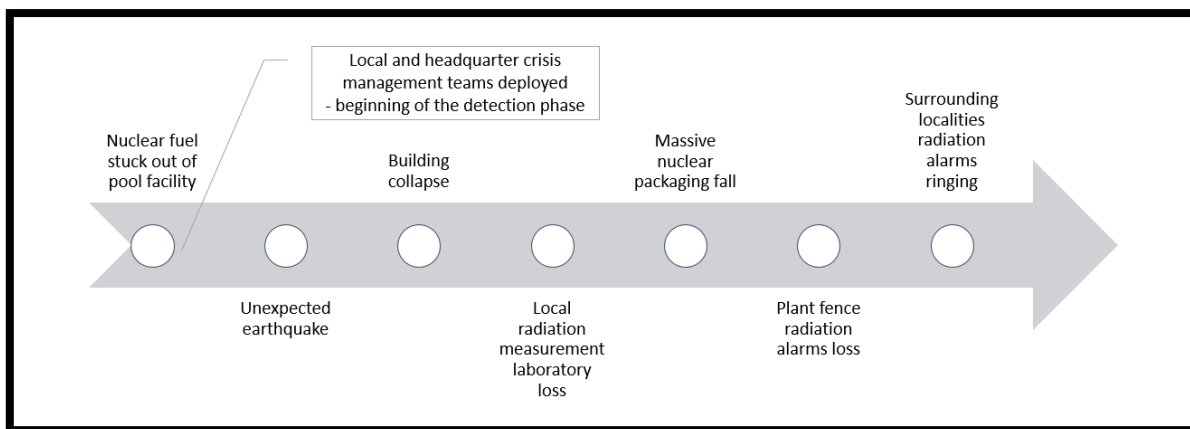 Local and headquarter crisis
management teams deployed
- beginning of the detection phase
Nuclear fuel
stuck out of
pool facility
Unexpected
earthquake
Building
collapse
Local
radiation
measurement
laboratory
loss
Massive
nuclear
packaging fall
Plant fence
radiation
alarms loss
Surrounding
localities
radiation
alarms
ringing